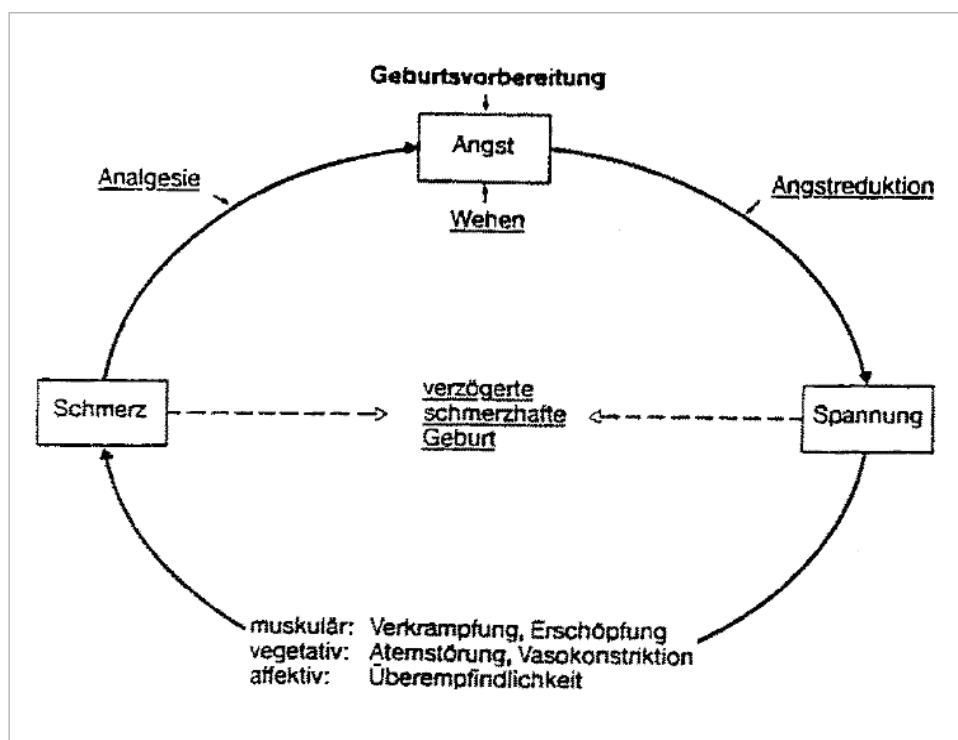 Geburtsvorbereitung
Angst
Analgesie
Angstreduktion
Wehen
Schmerz
verzögerte
schmerzhafte
Geburt
Spannung
muskulär: Verkrampfung, Erschöpfung
vegetativ: Atemstörung, Vasokonstriktion
affektiv: Überempfindlichkeit